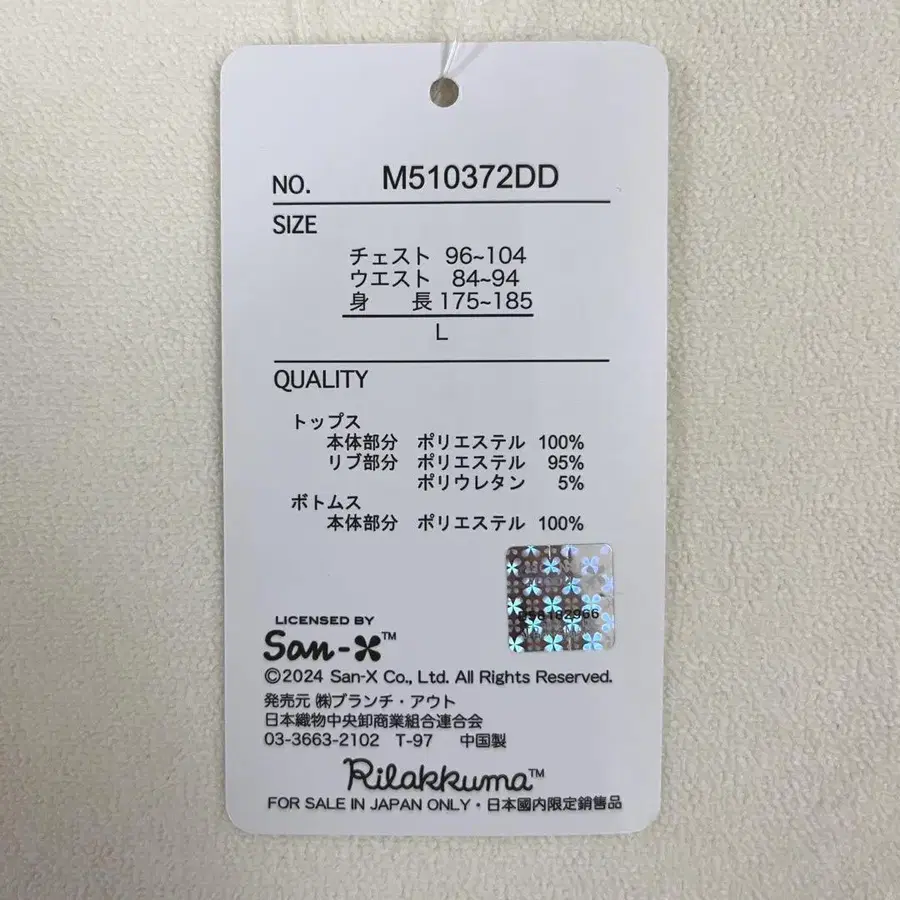 NO. M510372DD
SIZE
チェスト 96~104
ウエスト 84~94
身 長 175~185
L
QUALITY
トップス
本体部分 ポリエステル 100%
リブ部分 ポリエステル 95%
ポリウレタン 5%
ボトムス
本体部分 ポリエステル 100%
LICENSED BY
San-X™
©2024 San-X Co., Ltd. All Rights Reserved.
発売元 ㈱ブランチ・アウト
日本織物中央卸商業組合連合会
03-3663-2102 T-97 中国製
Rilakkuma™
FOR SALE IN JAPAN ONLY・日本國内限定銷售品